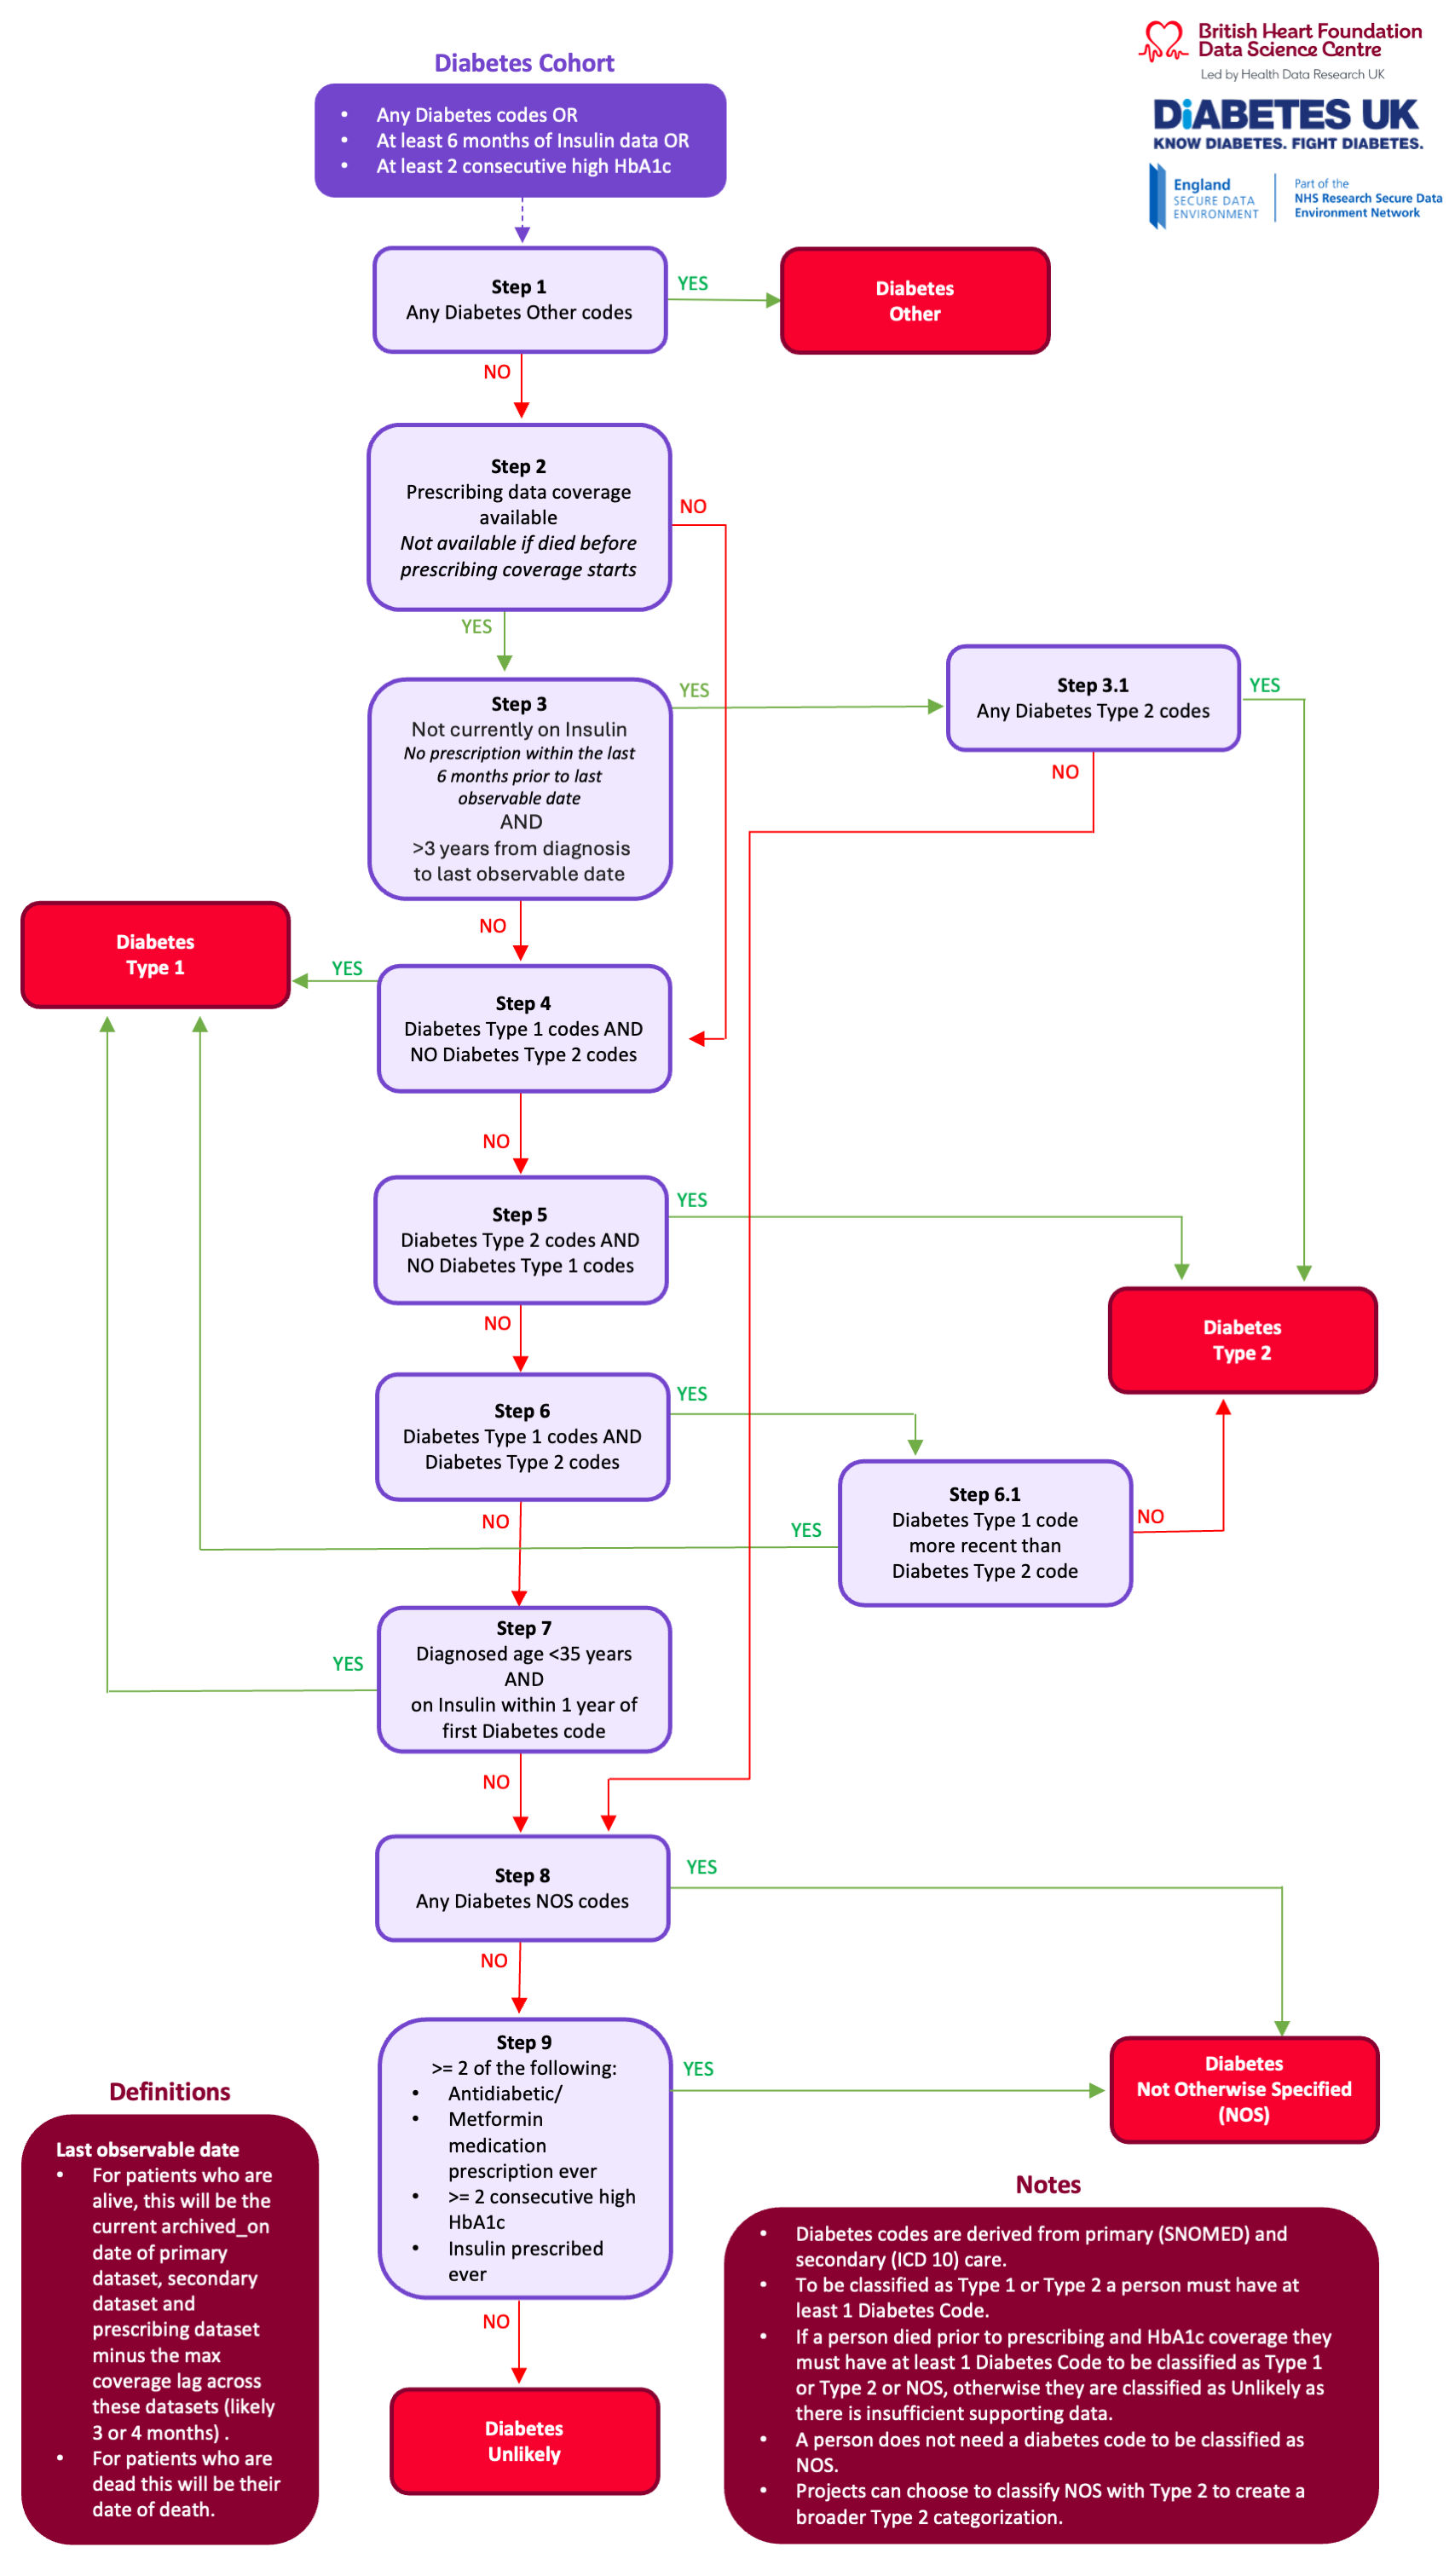 British Heart Foundation
Data Science Centre
Led by Health Data Research UK
DiABETES UK
KNOW DIABETES. FIGHT DIABETES.
England
SECURE DATA
ENVIRONMENT
Part of the
NHS Research Secure Data
Environment Network
Diabetes Cohort
• Any Diabetes codes OR
• At least 6 months of Insulin data OR
• At least 2 consecutive high HbA1c
Step 1
Any Diabetes Other codes
YES
Diabetes
Other
NO
Step 2
Prescribing data coverage
available
Not available if died before
prescribing coverage starts
NO
YES
Step 3
Not currently on Insulin
No prescription within the last
6 months prior to last
observable date
AND
>3 years from diagnosis
to last observable date
YES
Step 3.1
Any Diabetes Type 2 codes
YES
NO
NO
Diabetes
Type 1
YES
Step 4
Diabetes Type 1 codes AND
NO Diabetes Type 2 codes
NO
Step 5
Diabetes Type 2 codes AND
NO Diabetes Type 1 codes
YES
NO
Diabetes
Type 2
Step 6
Diabetes Type 1 codes AND
Diabetes Type 2 codes
YES
NO
Step 6.1
Diabetes Type 1 code
more recent than
Diabetes Type 2 code
YES
NO
Step 7
Diagnosed age <35 years
AND
on Insulin within 1 year of
first Diabetes code
YES
NO
Step 8
Any Diabetes NOS codes
YES
NO
Step 9
>= 2 of the following:
• Antidiabetic/
• Metformin
medication
prescription ever
• >= 2 consecutive high
HbA1c
• Insulin prescribed
ever
YES
Diabetes
Not Otherwise Specified
(NOS)
NO
Diabetes
Unlikely
Definitions
Last observable date
• For patients who are
alive, this will be the
current archived_on
date of primary
dataset, secondary
dataset and
prescribing dataset
minus the max
coverage lag across
these datasets (likely
3 or 4 months) .
• For patients who are
dead this will be their
date of death.
Notes
• Diabetes codes are derived from primary (SNOMED) and
secondary (ICD 10) care.
• To be classified as Type 1 or Type 2 a person must have at
least 1 Diabetes Code.
• If a person died prior to prescribing and HbA1c coverage they
must have at least 1 Diabetes Code to be classified as Type 1
or Type 2 or NOS, otherwise they are classified as Unlikely as
there is insufficient supporting data.
• A person does not need a diabetes code to be classified as
NOS.
• Projects can choose to classify NOS with Type 2 to create a
broader Type 2 categorization.